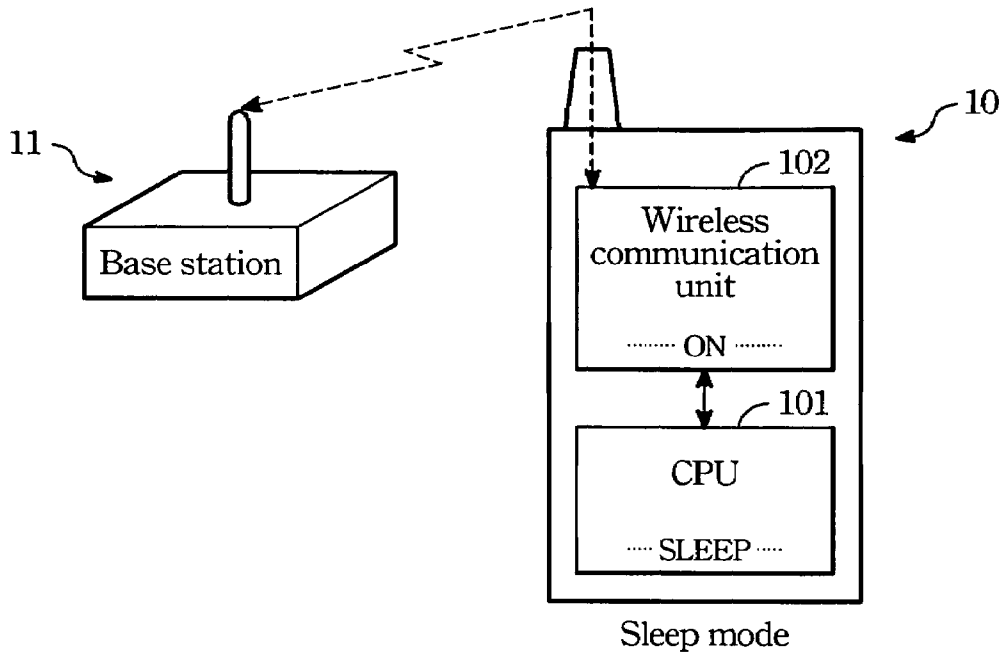 10
11
102
Base station
Wireless
communication
unit
ON
101
CPU
SLEEP
Sleep mode